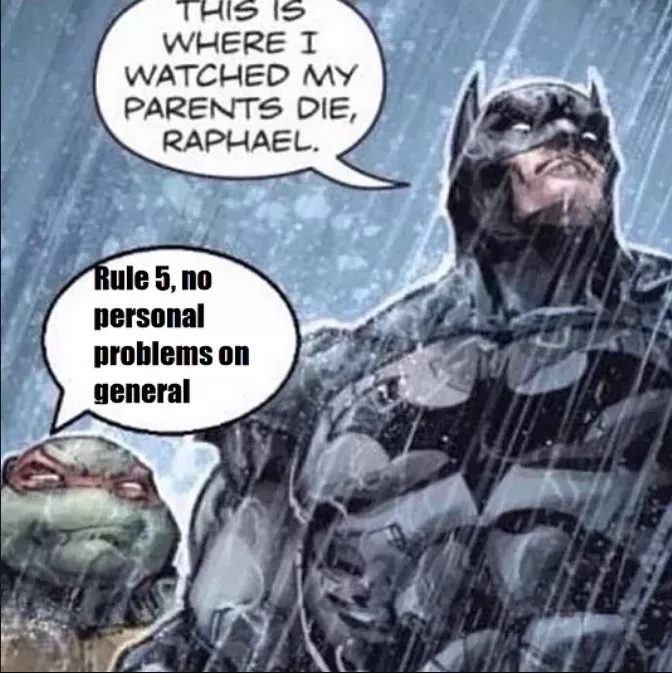 THIS IS
WHERE I
WATCHED MY
PARENTS DIE,
RAPHAEL.
Rule 5, no
personal
problems on
general